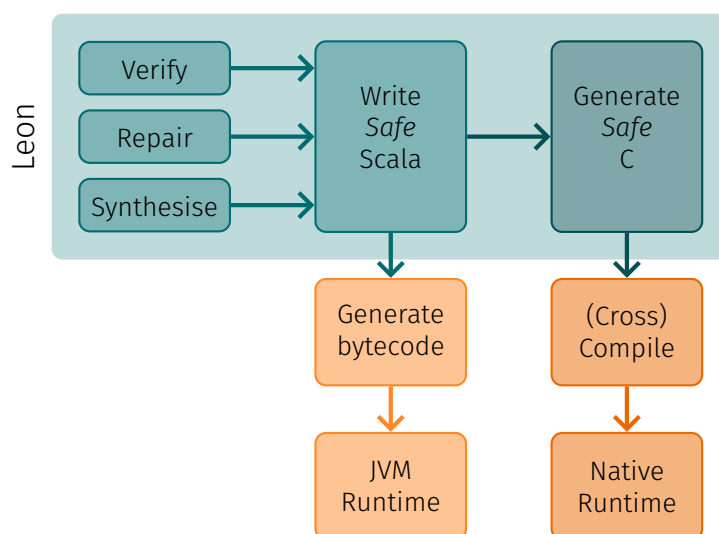 Leon
Verify
Repair
Synthesise
Write
Safe
Scala
Generate
Safe
C
Generate
bytecode
(Cross)
Compile
JVM
Runtime
Native
Runtime